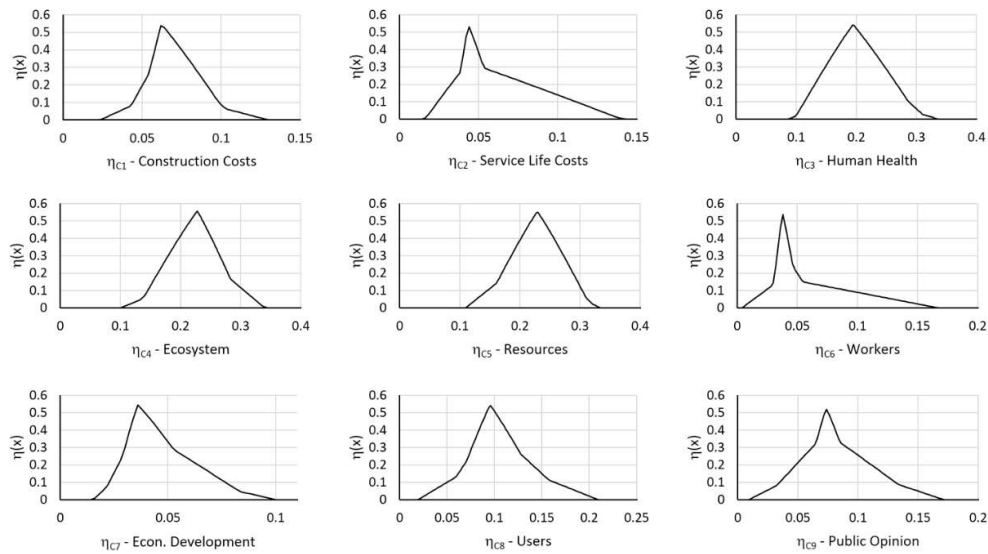 0.6
0.5
0.4
0.3
0.2
0.1
0
η(x)
0 0.05 0.1 0.15
ηC1 - Construction Costs
0.6
0.5
0.4
0.3
0.2
0.1
0
η(x)
0 0.05 0.1 0.15
ηC2 - Service Life Costs
0.6
0.5
0.4
0.3
0.2
0.1
0
η(x)
0 0.1 0.2 0.3 0.4
ηC3 - Human Health
0.6
0.5
0.4
0.3
0.2
0.1
0
η(x)
0 0.1 0.2 0.3 0.4
ηC4 - Ecosystem
0.6
0.5
0.4
0.3
0.2
0.1
0
η(x)
0 0.1 0.2 0.3 0.4
ηC5 - Resources
0.6
0.5
0.4
0.3
0.2
0.1
0
η(x)
0 0.05 0.1 0.15 0.2
ηC6 - Workers
0.6
0.5
0.4
0.3
0.2
0.1
0
η(x)
0 0.05 0.1
ηC7 - Econ. Development
0.6
0.5
0.4
0.3
0.2
0.1
0
η(x)
0 0.05 0.1 0.15 0.2 0.25
ηC8 - Users
0.6
0.5
0.4
0.3
0.2
0.1
0
η(x)
0 0.05 0.1 0.15 0.2
ηC9 - Public Opinion